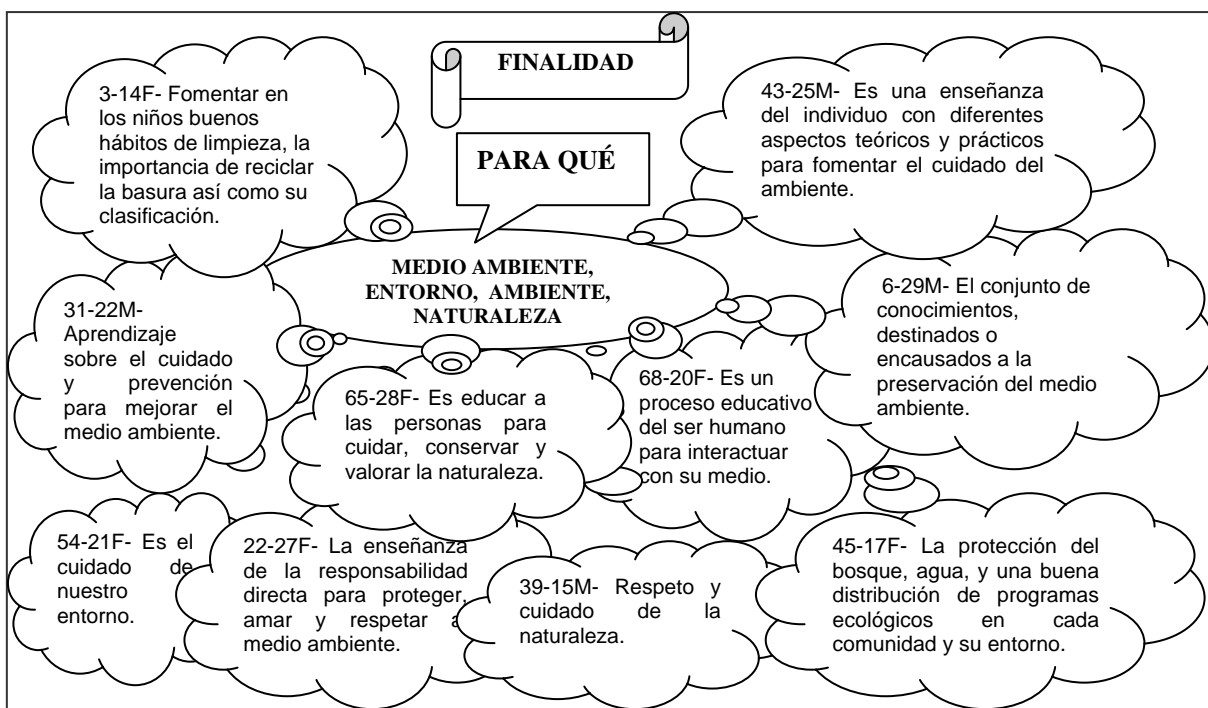 FINALIDAD
PARA QUÉ
MEDIO AMBIENTE,
ENTORNO, AMBIENTE,
NATURALEZA
3-14F- Fomentar en
los niños buenos
hábitos de limpieza, la
importancia de reciclar
la basura así como su
clasificación.
43-25M- Es una enseñanza
del individuo con diferentes
aspectos teóricos y prácticos
para fomentar el cuidado del
ambiente.
31-22M-
Aprendizaje
sobre el cuidado
y prevención
para mejorar el
medio ambiente.
65-28F- Es educar a
las personas para
cuidar, conservar y
valorar la naturaleza.
68-20F- Es un
proceso educativo
del ser humano
para interactuar
con su medio.
6-29M- El conjunto de
conocimientos,
destinados o
encausados a la
preservación del medio
ambiente.
54-21F- Es el
cuidado de
nuestro
entorno.
22-27F- La enseñanza
de la responsabilidad
directa para proteger,
amar y respetar
medio ambiente.
39-15M- Respeto y
cuidado de la
naturaleza.
45-17F- La protección del
bosque, agua, y una buena
distribución de programas
ecológicos en cada
comunidad y su entorno.